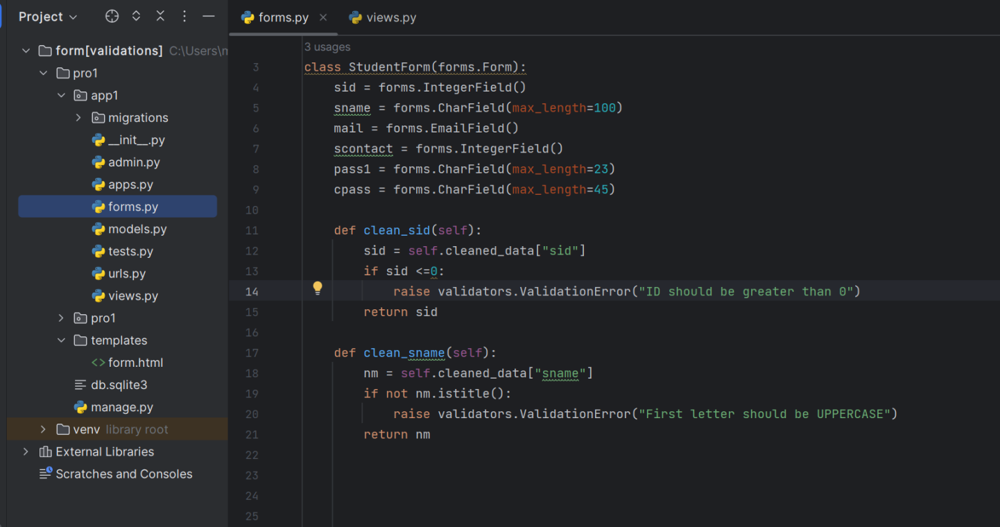 Project
forms.py
views.py
form[validations] C:\Users\m
pro1
app1
migrations
__init__.py
admin.py
apps.py
forms.py
models.py
tests.py
urls.py
views.py
pro1
templates
<> form.html
db.sqlite3
manage.py
venv library root
External Libraries
Scratches and Consoles
3 usages
3 class StudentForm(forms.Form):
4 sid = forms.IntegerField()
5 sname = forms.CharField(max_length=100)
6 mail = forms.EmailField()
7 scontact = forms.IntegerField()
8 pass1 = forms.CharField(max_length=23)
9 cpass = forms.CharField(max_length=45)
10
11 def clean_sid(self):
12 sid = self.cleaned_data["sid"]
13 if sid <=0:
14 raise validators.ValidationError("ID should be greater than 0")
15 return sid
16
17 def clean_sname(self):
18 nm = self.cleaned_data["sname"]
19 if not nm.istitle():
20 raise validators.ValidationError("First letter should be UPPERCASE")
21 return nm
22
23
24
25